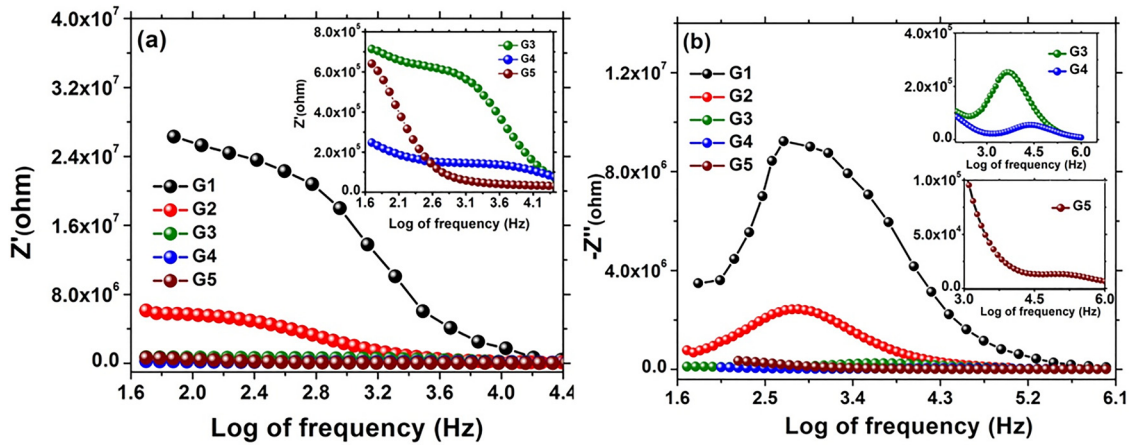 (a)
4.0x10⁷
3.2x10⁷
2.4x10⁷
1.6x10⁷
8.0x10⁶
0.0
Z'(ohm)
G1
G2
G3
G4
G5
1.6 2.0 2.4 2.8 3.2 3.6 4.0 4.4
Log of frequency (Hz)
8.0x10⁵
6.0x10⁵
4.0x10⁵
2.0x10⁵
0.0
Z'(ohm)
G3
G4
G5
1.6 2.1 2.6 3.1 3.6 4.1
Log of frequency (Hz)
(b)
1.2x10⁷
8.0x10⁶
4.0x10⁶
0.0
-Z''(ohm)
G1
G2
G3
G4
G5
1.6 2.5 3.4 4.3 5.2 6.1
Log of frequency (Hz)
4.0x10⁵
2.0x10⁵
0.0
G3
G4
3.0 4.5 6.0
Log of frequency (Hz)
1.0x10⁵
5.0x10⁴
0.0
G5
3.0 4.5 6.0
Log of frequency (Hz)